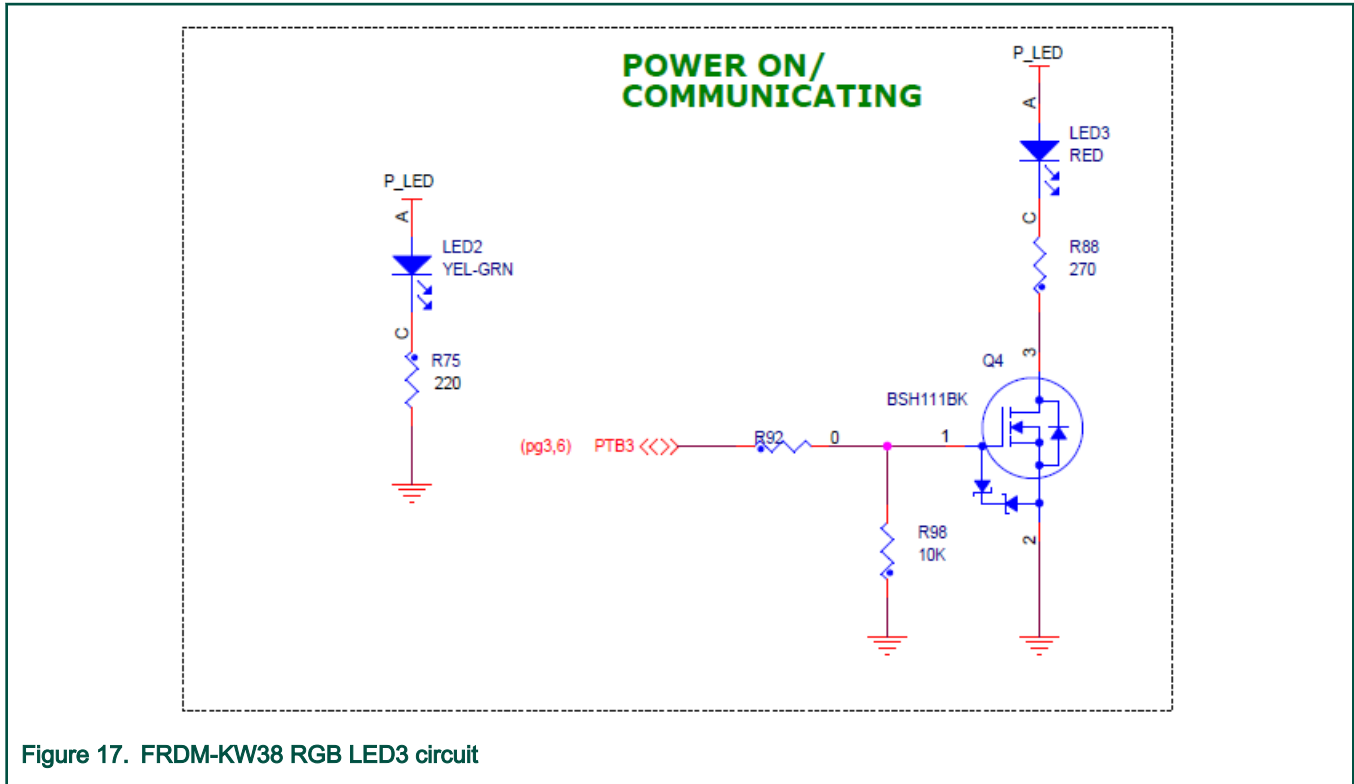 POWER ON/
COMMUNICATING
P_LED
A
LED2
YEL-GRN
C
R75
220
P_LED
A
LED3
RED
C
R88
270
3
Q4
BSH111BK
(pg3,6) PTB3
R92
0
1
R98
10K
2
Figure 17. FRDM-KW38 RGB LED3 circuit